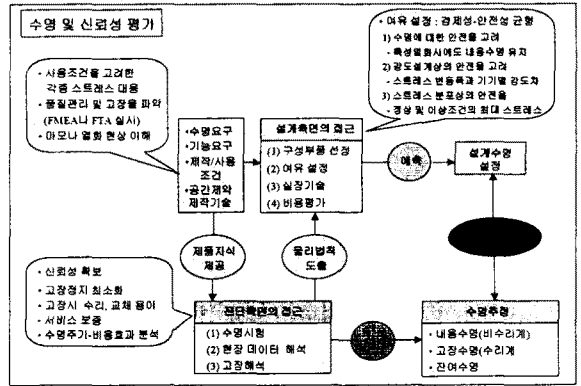 수명 및 신뢰성 평가
• 여유 설정 : 경제성-안전성 균형
1) 수명에 대한 안전율 고려
- 특성열화시에도 내용수명 유지
2) 강도설계상의 안전율 고려
- 스트레스 변동폭과 기기별 강도차
3) 스트레스 분포상의 안전율
- 정상 및 이상조건의 최대 스트레스
• 사용조건을 고려한
각종 스트레스 대응
• 품질관리 및 고장율 파악
(FMEA나 FTA 실시)
• 마모나 열화 현상 이해
•수명요구
•기능요구
•제작/사용
조건
•공간제약
제작기술
설계측면의 접근
(1) 구성부품 선정
(2) 여유 설정
(3) 실장기술
(4) 비용평가
예측
설계수명
설정
제품지식
제공
물리법칙
도출
• 신뢰성 확보
• 고장정지 최소화
• 고장시 수리, 교체 용이
• 서비스 보증
• 수명주기-비용효과 분석
진단측면의 접근
(1) 수명시험
(2) 현장 데이터 해석
(3) 고장해석
수명추정
• 내용수명(비수리계)
• 고장수명(수리계
• 잔여수명